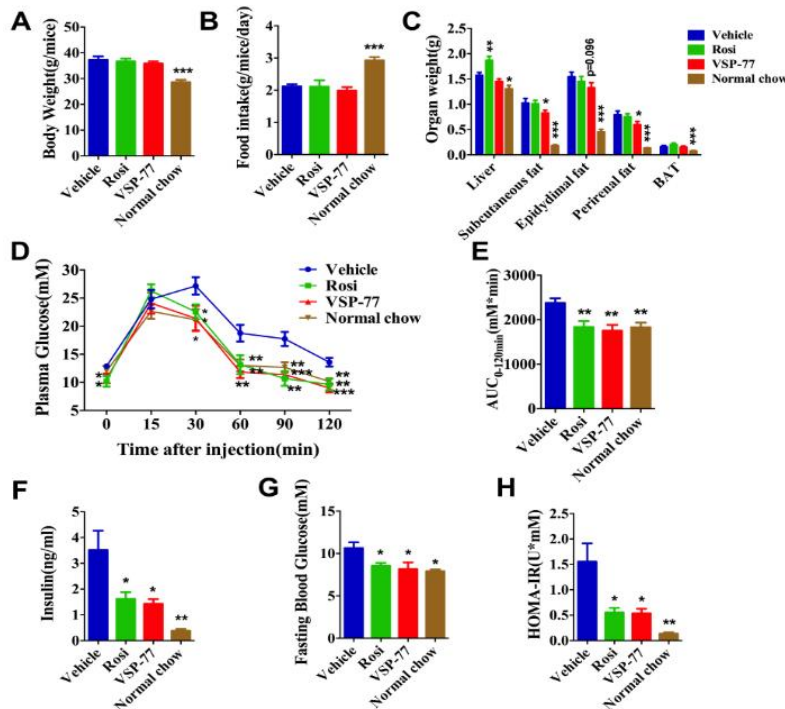 A
Body Weight(g/mice)
50
40
30
20
10
0
***
Vehicle
Rosi
VSP-77
Normal chow
B
Food intake(g/mice/day)
4
3
2
1
0
***
Vehicle
Rosi
VSP-77
Normal chow
C
Organ weight(g)
2.5
2.0
1.5
1.0
0.5
0.0
**
*
*
***
p=0.096
***
*
***
***
Liver
Subcutaneous fat
Epidydimal fat
Perirenal fat
BAT
Vehicle
Rosi
VSP-77
Normal chow
D
Plasma Glucose(mM)
30
25
20
15
10
5
*
*
*
*
*
**
**
**
**
***
**
**
**
***
0
15
30
60
90
120
Time after injection(min)
Vehicle
Rosi
VSP-77
Normal chow
E
AUC0-120min(mM*min)
3000
2000
1000
0
**
**
**
Vehicle
Rosi
VSP-77
Normal chow
F
Insulin(ng/ml)
5
4
3
2
1
0
*
*
**
Vehicle
Rosi
VSP-77
Normal chow
G
Fasting Blood Glucose(mM)
15
10
5
0
*
*
*
Vehicle
Rosi
VSP-77
Normal chow
H
HOMA-IR(U*mM)
2.5
2.0
1.5
1.0
0.5
0.0
*
*
**
Vehicle
Rosi
VSP-77
Normal chow